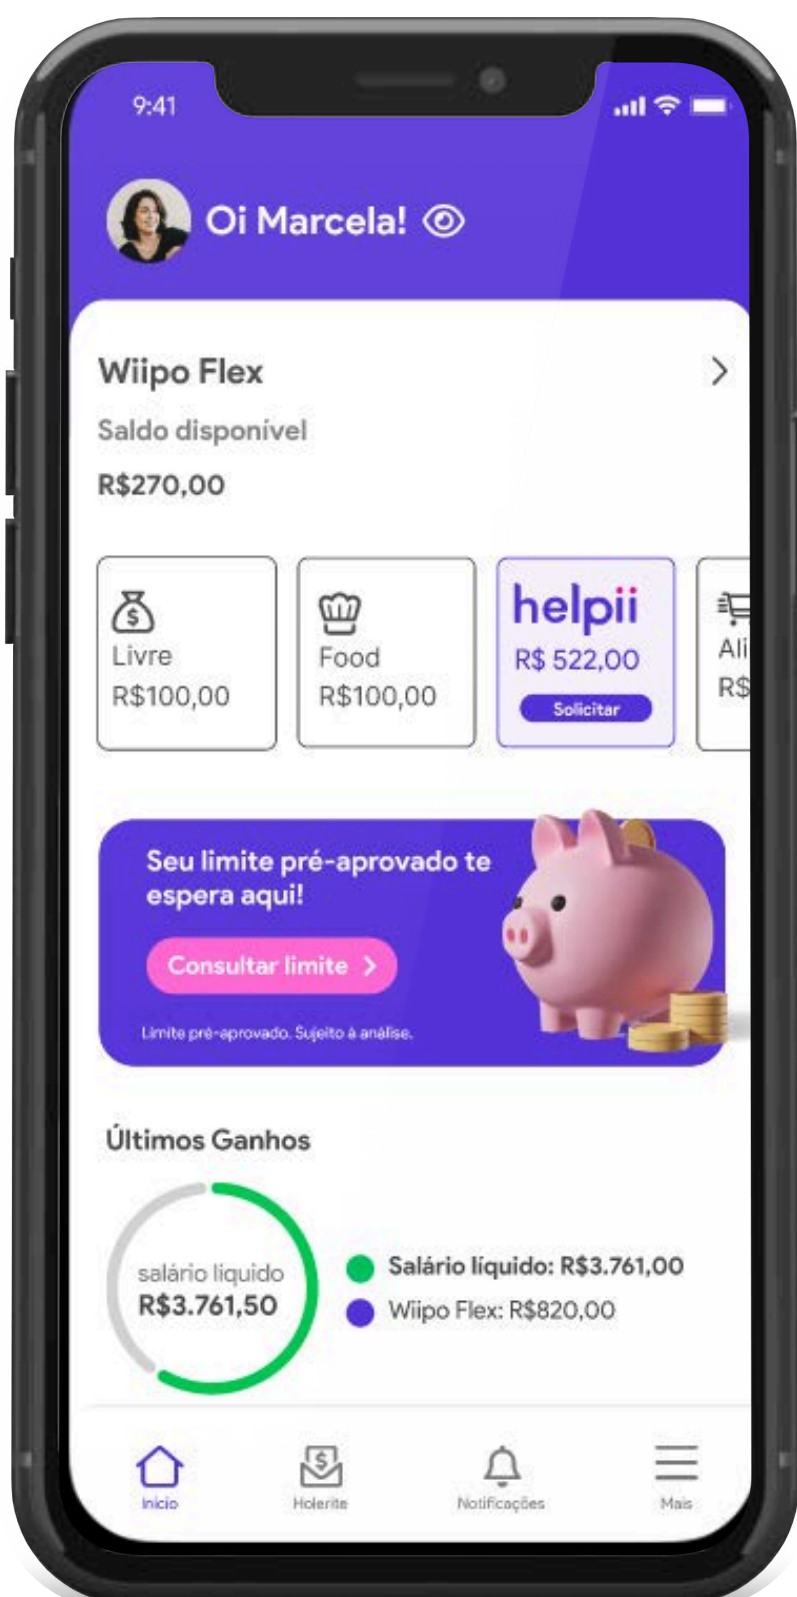 9:41
Oi Marcela!
Wiipo Flex
Saldo disponível
R$270,00
Livre
R$100,00
Food
R$100,00
helpii
R$ 522,00
Solicitar
Ali
R$
Seu limite pré-aprovado te
espera aqui!
Consultar limite >
Limite pré-aprovado. Sujeito à análise.
Últimos Ganhos
salário líquido
R$3.761,50
Salário líquido: R$3.761,00
Wiipo Flex: R$820,00
Início
Holerite
Notificações
Mais